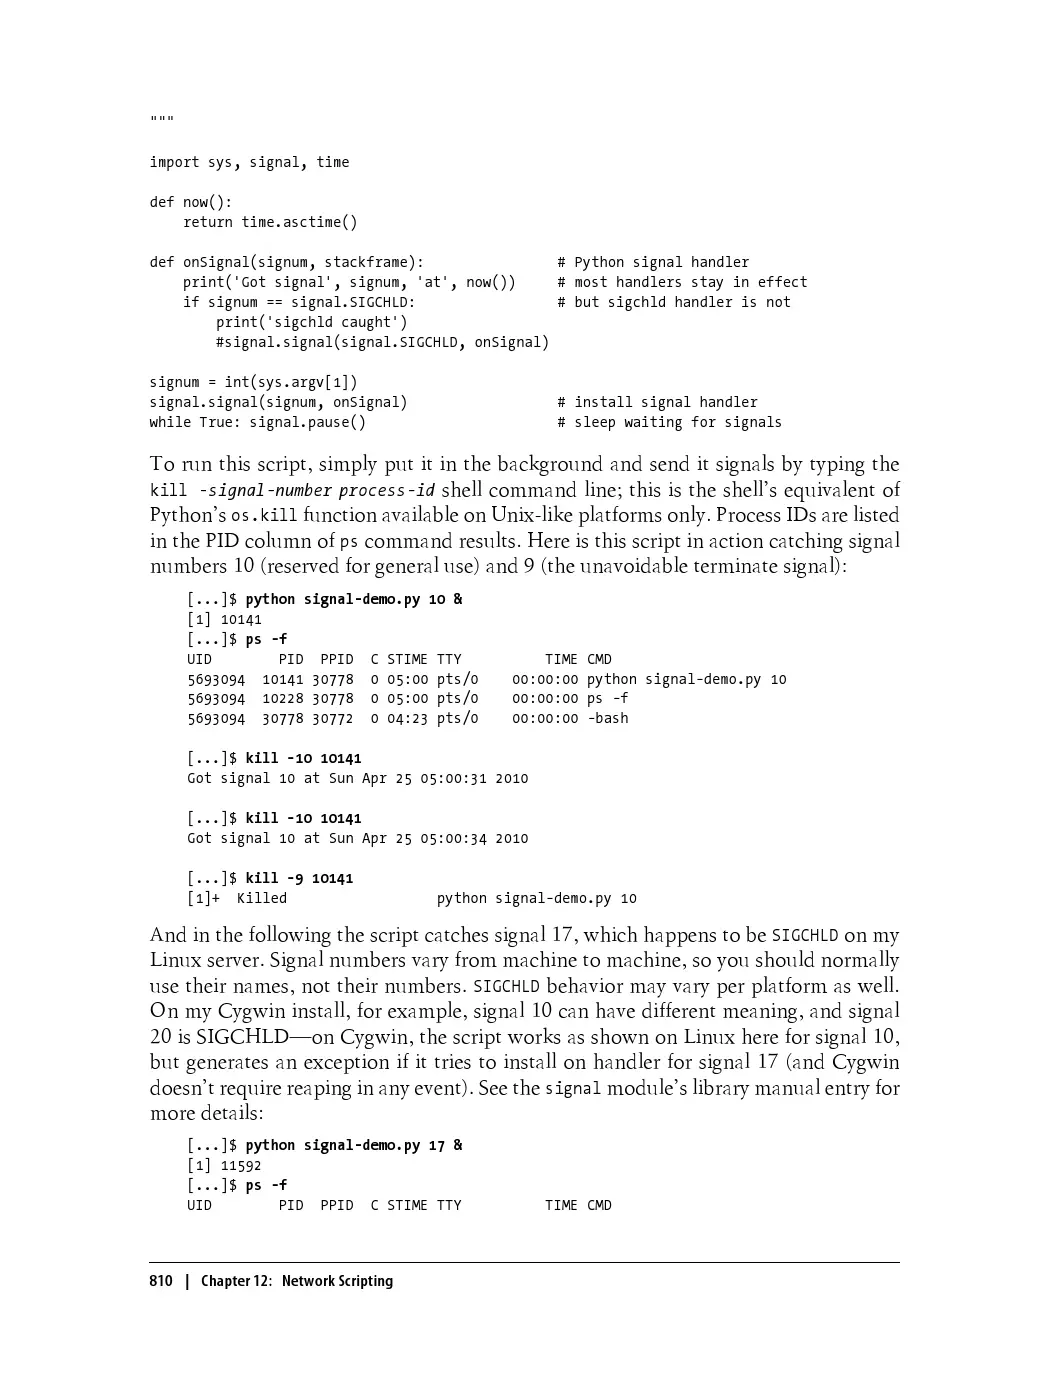 """
import sys, signal, time
def now():
    return time.asctime()
def onSignal(signum, stackframe):                 # Python signal handler
    print('Got signal', signum, 'at', now())     # most handlers stay in effect
    if signum == signal.SIGCHLD:                 # but sigchld handler is not
        print('sigchld caught')
        #signal.signal(signal.SIGCHLD, onSignal)
signum = int(sys.argv[1])
signal.signal(signum, onSignal)                  # install signal handler
while True: signal.pause()                       # sleep waiting for signals
To run this script, simply put it in the background and send it signals by typing the
kill -signal-number process-id shell command line; this is the shell’s equivalent of
Python’s os.kill function available on Unix-like platforms only. Process IDs are listed
in the PID column of ps command results. Here is this script in action catching signal
numbers 10 (reserved for general use) and 9 (the unavoidable terminate signal):
[...]$ python signal-demo.py 10 &
[1] 10141
[...]$ ps -f
UID        PID  PPID  C STIME TTY          TIME CMD
5693094  10141 30778  0 05:00 pts/0    00:00:00 python signal-demo.py 10
5693094  10228 30778  0 05:00 pts/0    00:00:00 ps -f
5693094  30778 30772  0 04:23 pts/0    00:00:00 -bash
[...]$ kill -10 10141
Got signal 10 at Sun Apr 25 05:00:31 2010
[...]$ kill -10 10141
Got signal 10 at Sun Apr 25 05:00:34 2010
[...]$ kill -9 10141
[1]+  Killed                  python signal-demo.py 10
And in the following the script catches signal 17, which happens to be SIGCHLD on my
Linux server. Signal numbers vary from machine to machine, so you should normally
use their names, not their numbers. SIGCHLD behavior may vary per platform as well.
On my Cygwin install, for example, signal 10 can have different meaning, and signal
20 is SIGCHLD—on Cygwin, the script works as shown on Linux here for signal 10,
but generates an exception if it tries to install on handler for signal 17 (and Cygwin
doesn’t require reaping in any event). See the signal module’s library manual entry for
more details:
[...]$ python signal-demo.py 17 &
[1] 11592
[...]$ ps -f
UID        PID  PPID  C STIME TTY          TIME CMD
810 | Chapter 12: Network Scripting